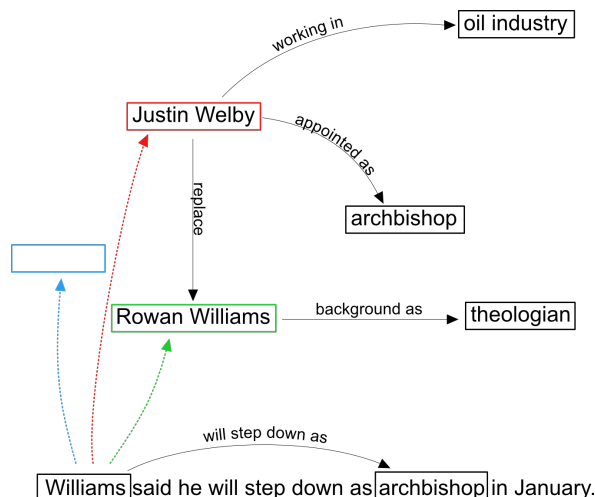 oil industry
working in
Justin Welby
appointed as
replace
archbishop
Rowan Williams
background as
theologian
will step down as
Williams said he will step down as archbishop in January.